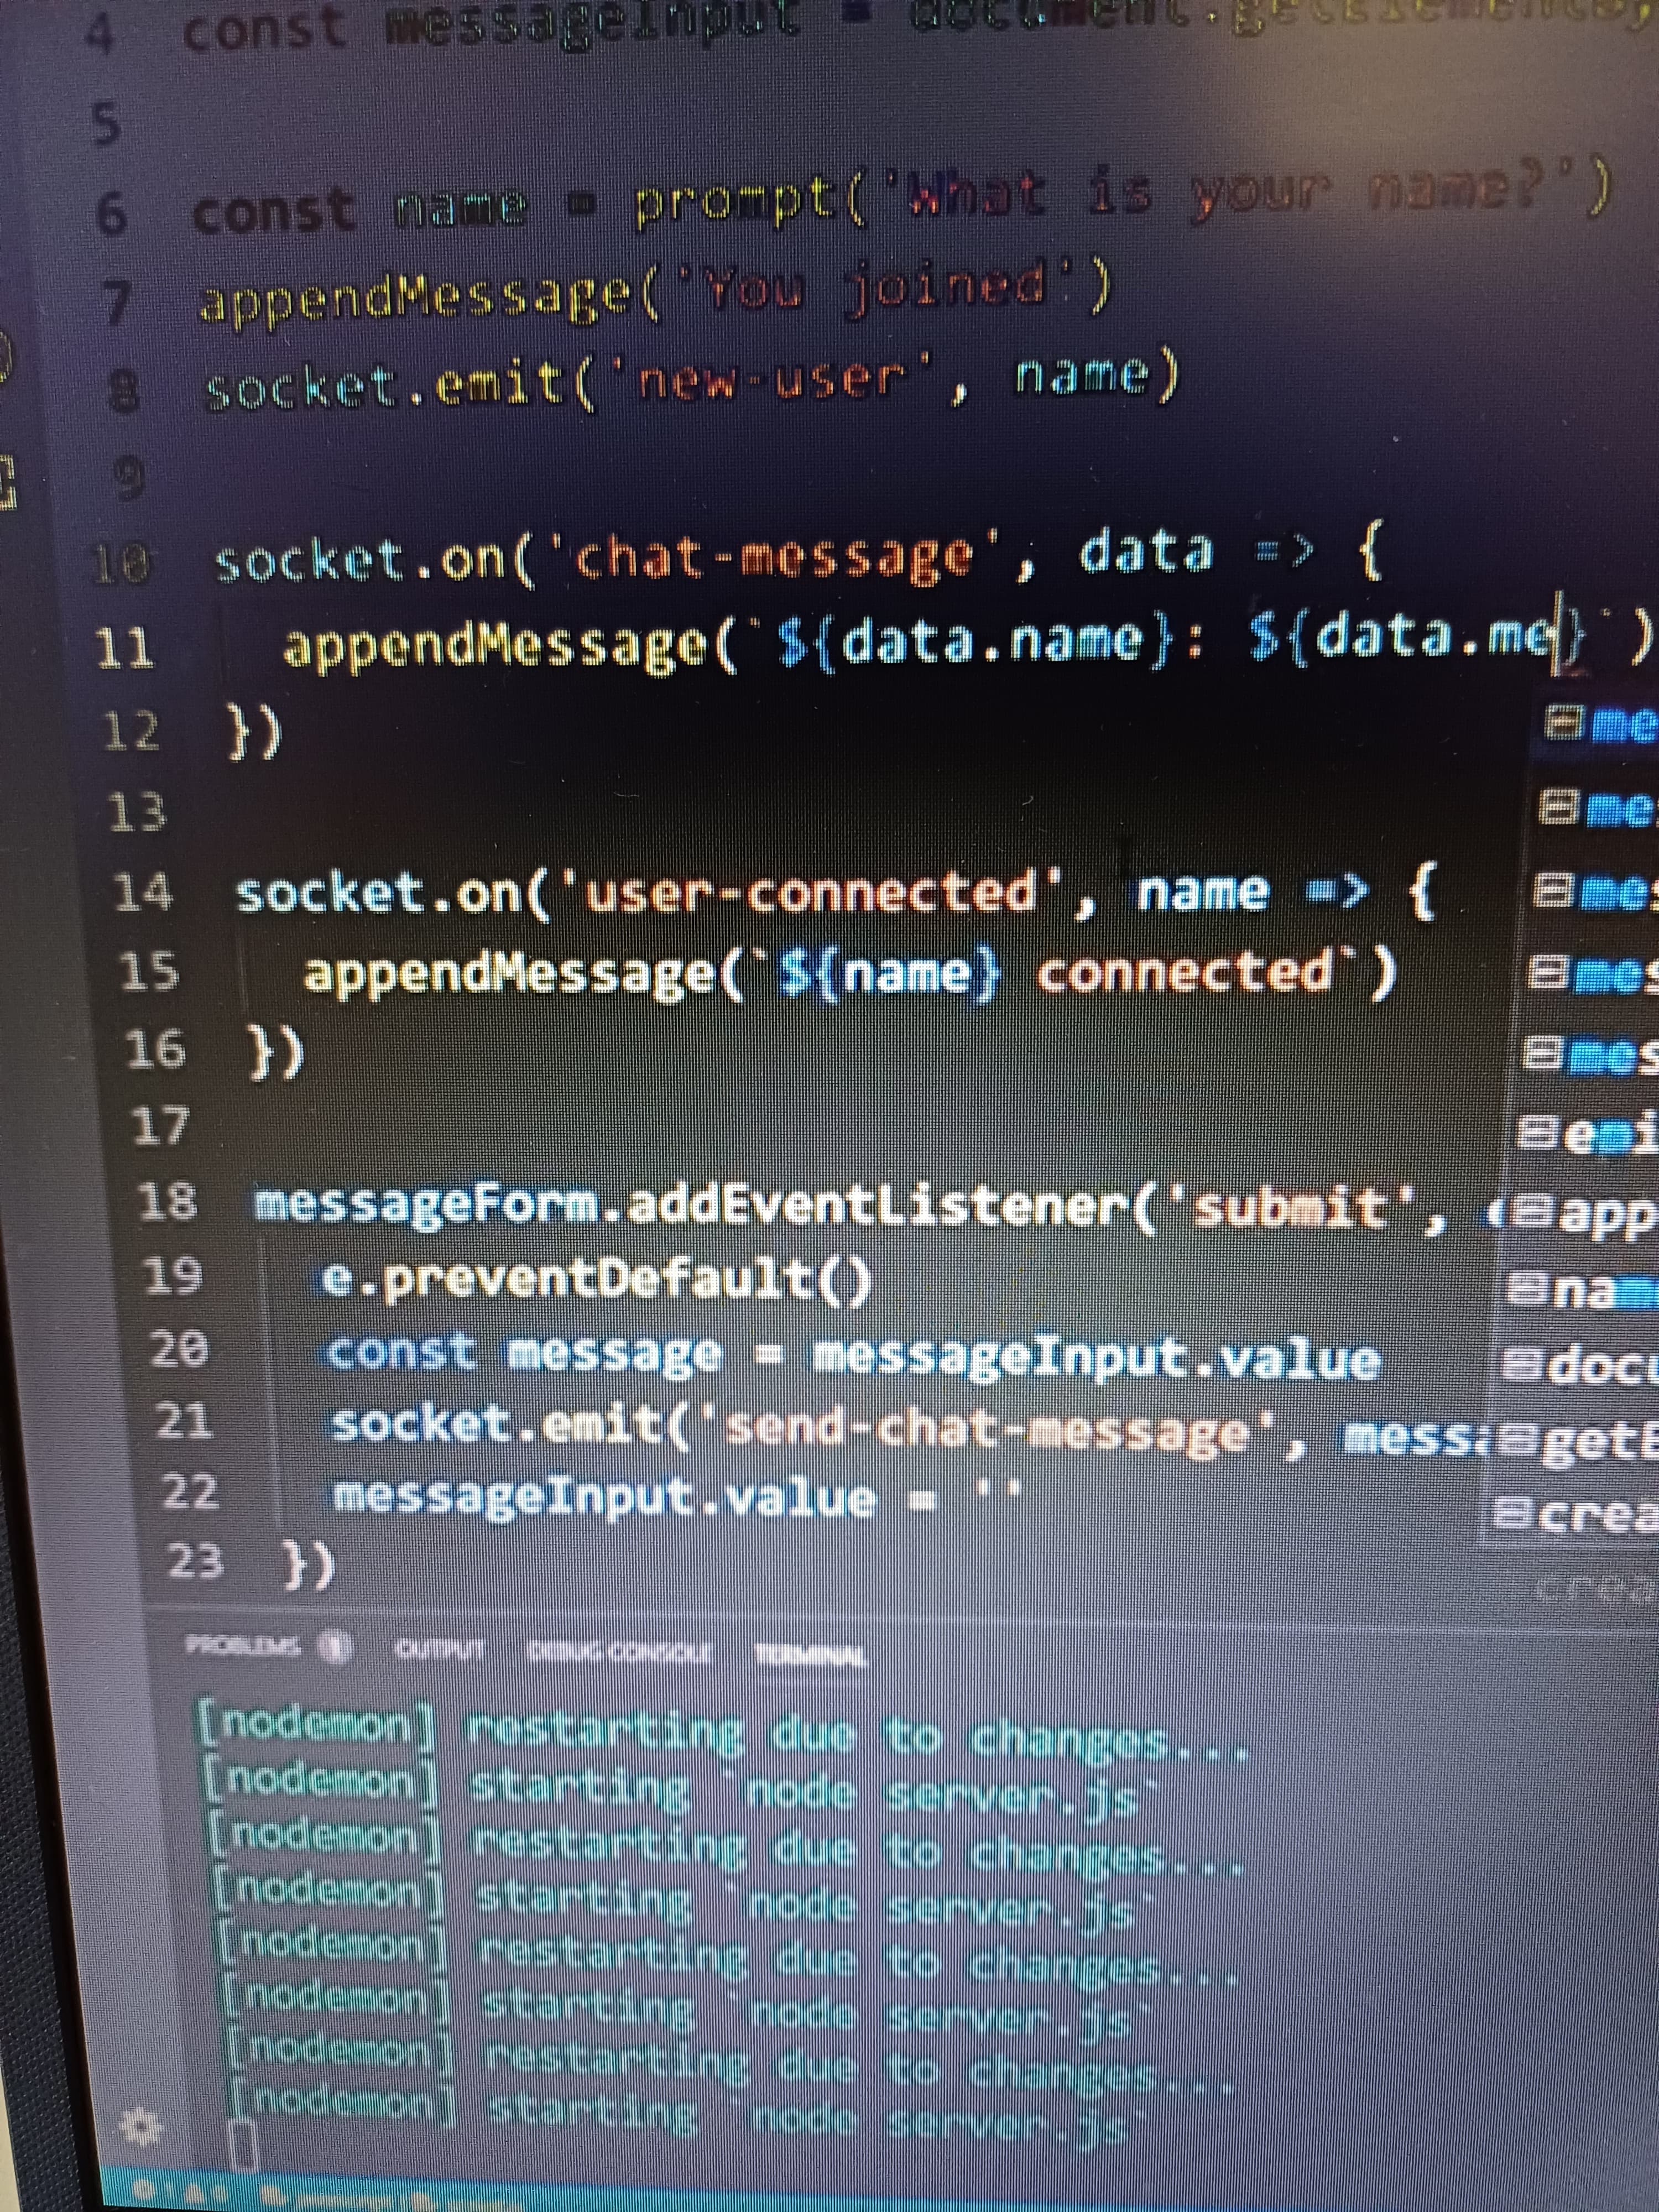 4 const messageInput = document.getElementBy
5
6 const name = prompt('What is your name?')
7 appendMessage('You joined')
8 socket.emit('new-user', name)
9
10 socket.on('chat-message', data => {
11 appendMessage(`${data.name}: ${data.me}`)
12 })
me
13
mes
14 socket.on('user-connected', name => {
mes
15 appendMessage(`${name} connected`)
mes
16 })
mes
17
emi
18 messageForm.addEventListener('submit',
app
19 e.preventDefault()
nam
20 const message = messageInput.value
docu
21 socket.emit('send-chat-message', messa
getE
22 messageInput.value = ''
crea
23 })
crea
PROBLEMS 1 OUTPUT DEBUG CONSOLE TERMINAL
[nodemon] restarting due to changes...
[nodemon] starting `node server.js`
[nodemon] restarting due to changes...
[nodemon] starting `node server.js`
[nodemon] restarting due to changes...
[nodemon] starting `node server.js`
[nodemon] restarting due to changes...
[nodemon] starting `node server.js`